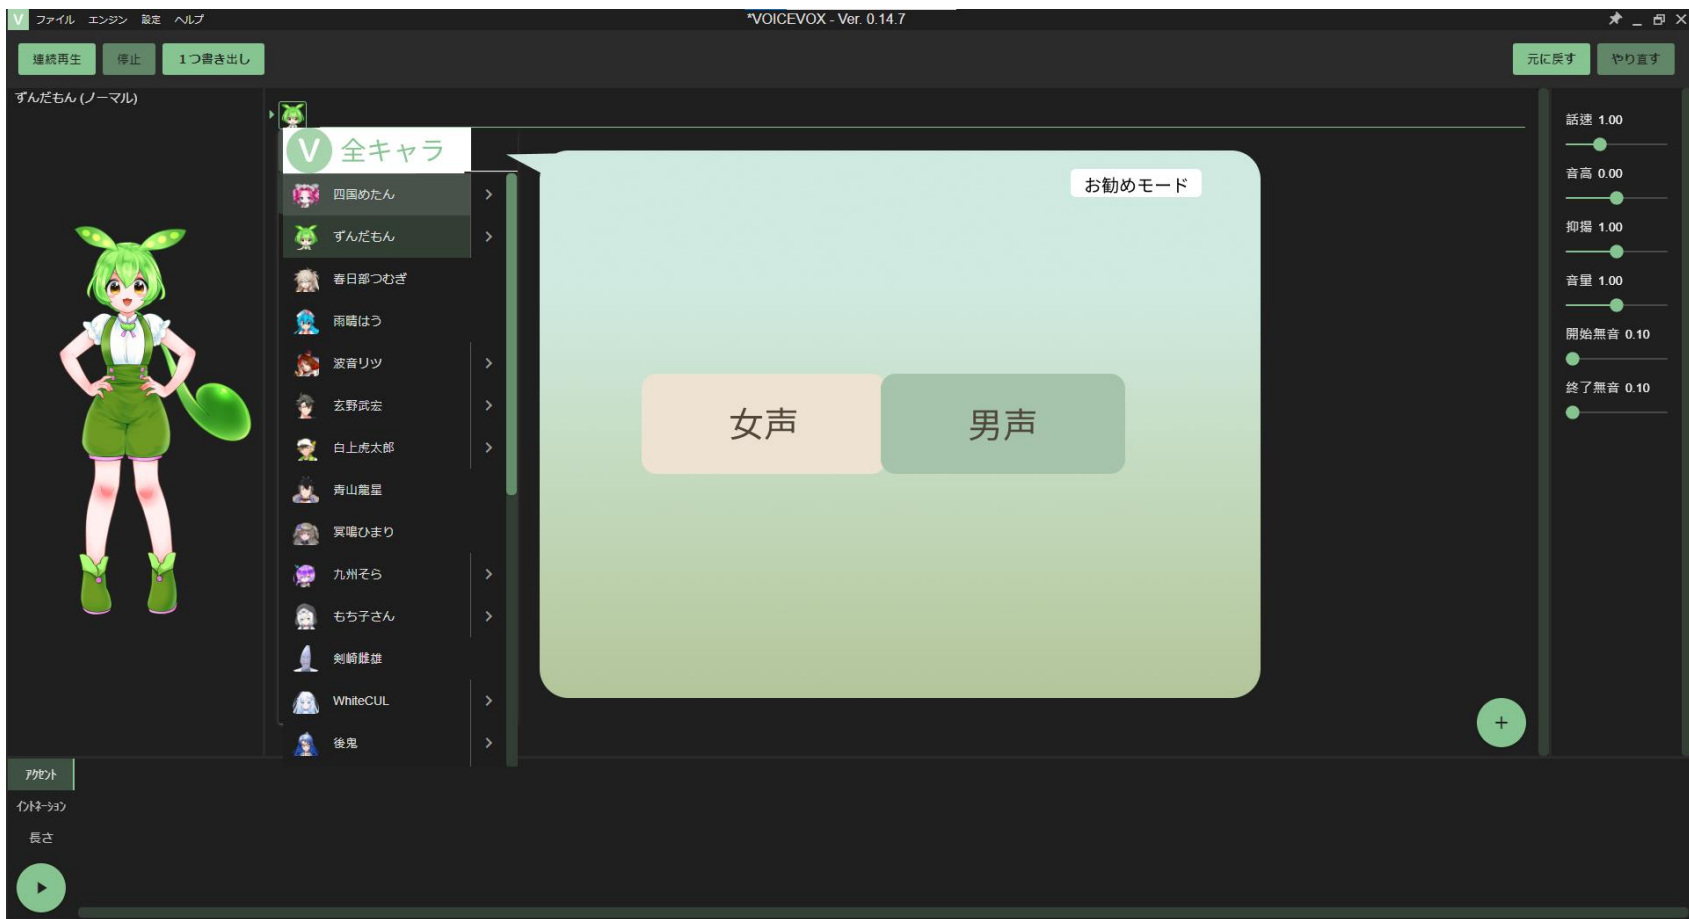 V ファイル エンジン 設定 ヘルプ
*VOICEVOX - Ver. 0.14.7
連続再生 停止 1つ書き出し
元に戻す やり直す
ずんだもん (ノーマル)
V 全キャラ
四国めたん
ずんだもん
春日部つむぎ
雨晴はう
波音リツ
玄野武宏
白上虎太郎
青山龍星
冥鳴ひまり
九州そら
もち子さん
剣崎雌雄
WhiteCUL
後鬼
お勧めモード
女声 男声
話速 1.00
音高 0.00
抑揚 1.00
音量 1.00
開始無音 0.10
終了無音 0.10
アクセント
イントネーション
長さ